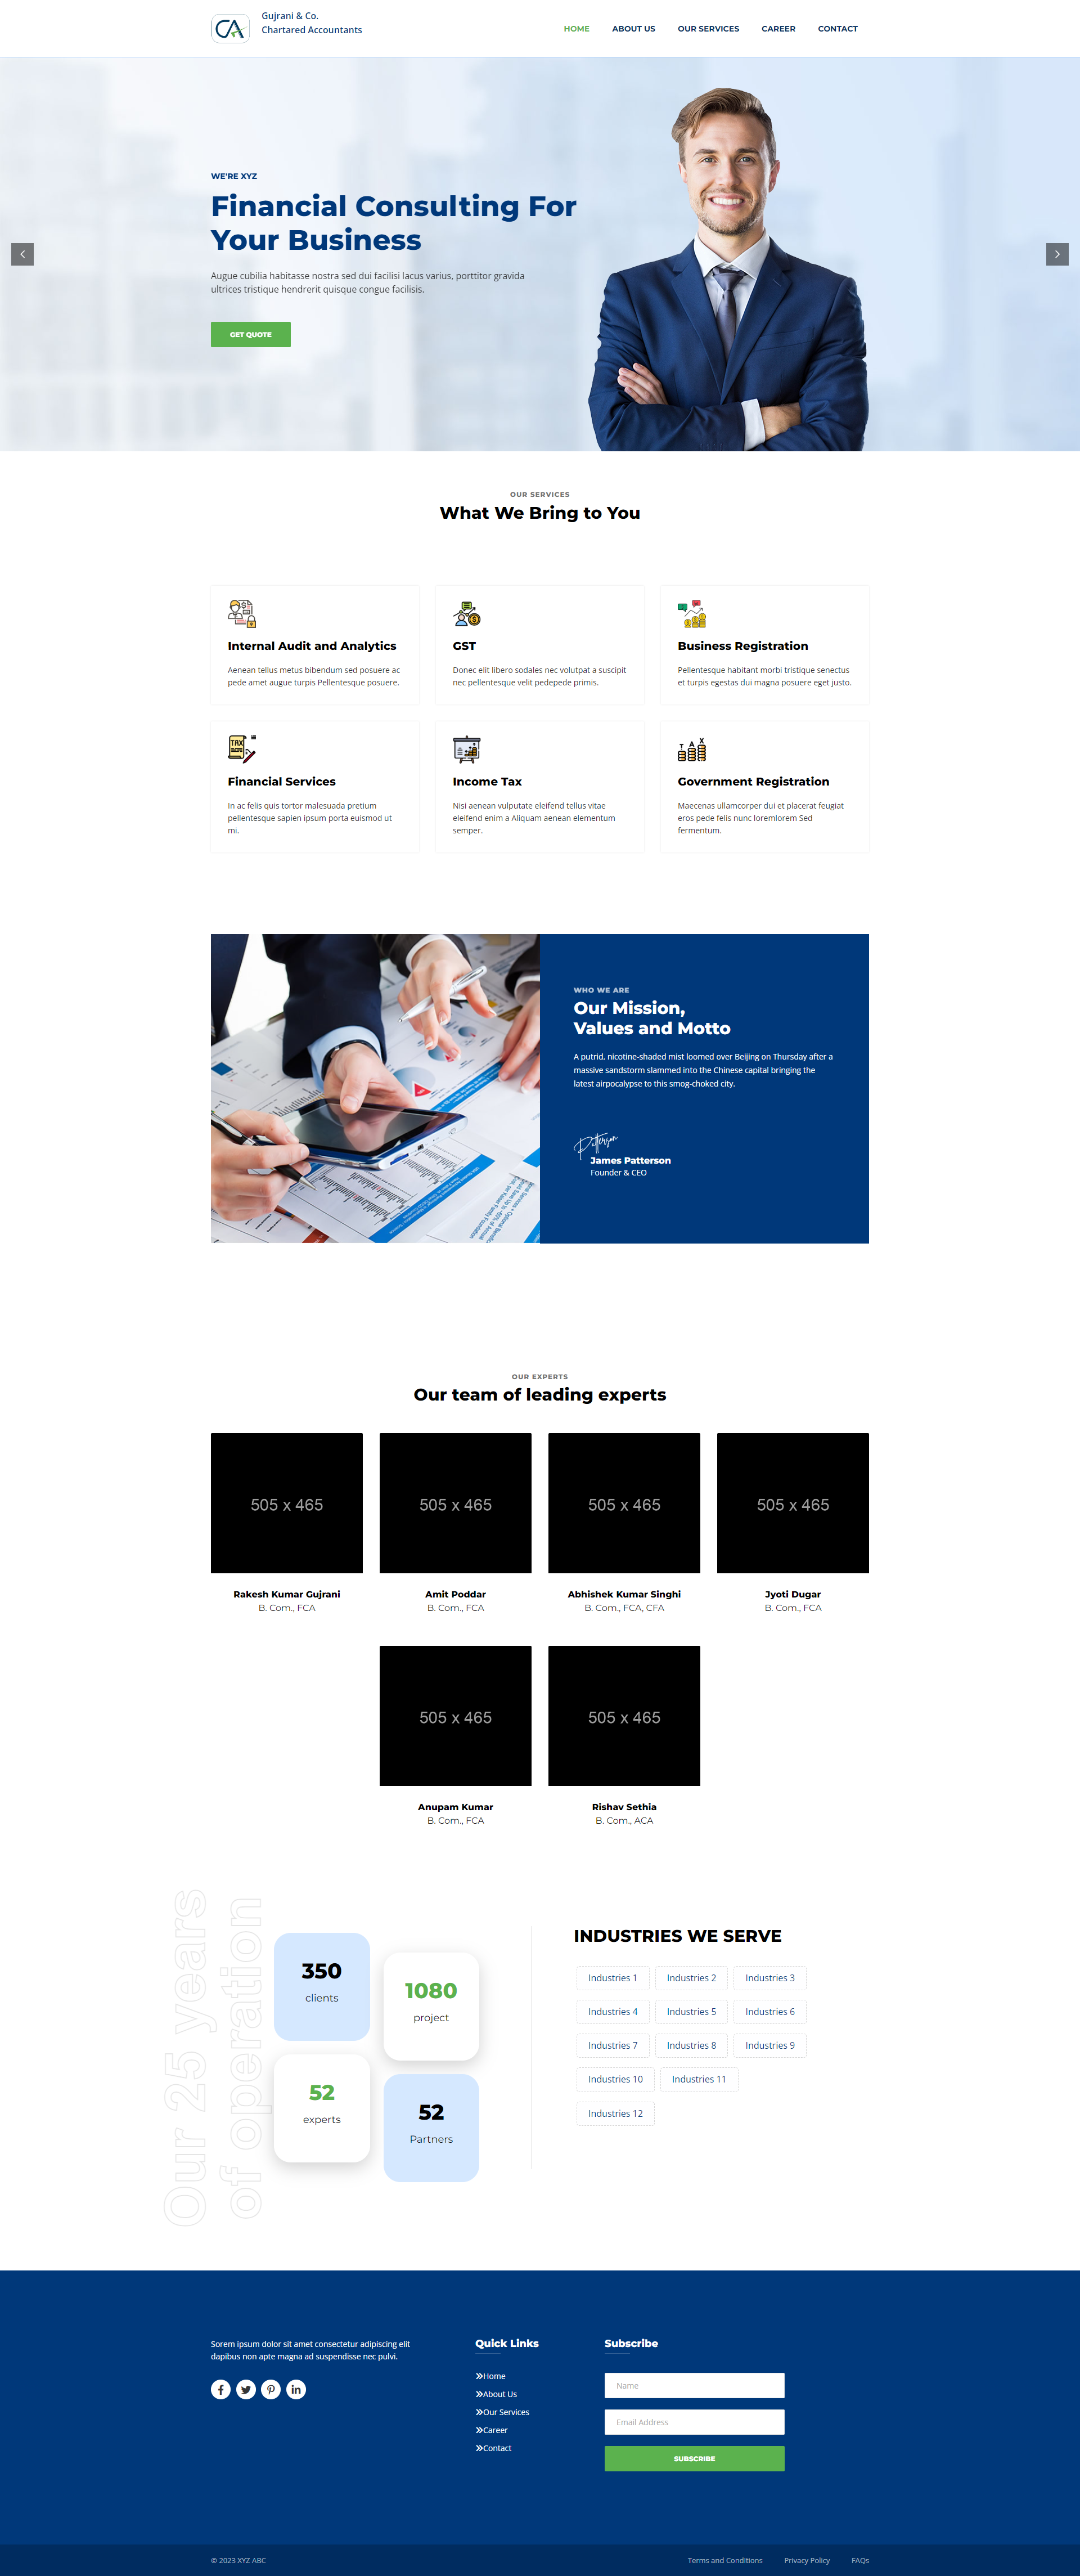 CA
Gujrani & Co.
Chartered Accountants
HOME
ABOUT US
OUR SERVICES
CAREER
CONTACT
WE'RE XYZ
Financial Consulting For
Your Business
Augue cubilia habitasse nostra sed dui facilisi lacus varius, porttitor gravida
ultrices tristique hendrerit quisque congue facilisis.
GET QUOTE
OUR SERVICES
What We Bring to You
Internal Audit and Analytics
Aenean tellus metus bibendum sed posuere ac
pede amet augue turpis Pellentesque posuere.
GST
Donec elit libero sodales nec volutpat a suscipit
nec pellentesque velit pedepede primis.
Business Registration
Pellentesque habitant morbi tristique senectus
et turpis egestas dui magna posuere eget justo.
TAX
Financial Services
In ac felis quis tortor malesuada pretium
pellentesque sapien ipsum porta euismod ut
mi.
Income Tax
Nisi aenean vulputate eleifend tellus vitae
eleifend enim a Aliquam aenean elementum
semper.
T A X
Government Registration
Maecenas ullamcorper dui et placerat feugiat
eros pede felis nunc loremlorem Sed
fermentum.
WHO WE ARE
Our Mission,
Values and Motto
A putrid, nicotine-shaded mist loomed over Beijing on Thursday after a
massive sandstorm slammed into the Chinese capital bringing the
latest airpocalypse to this smog-choked city.
Patterson
James Patterson
Founder & CEO
OUR EXPERTS
Our team of leading experts
505 x 465
505 x 465
505 x 465
505 x 465
Rakesh Kumar Gujrani
B. Com., FCA
Amit Poddar
B. Com., FCA
Abhishek Kumar Singhi
B. Com., FCA, CFA
Jyoti Dugar
B. Com., FCA
505 x 465
505 x 465
Anupam Kumar
B. Com., FCA
Rishav Sethia
B. Com., ACA
Our 25 years
of operation
350
clients
1080
project
52
experts
52
Partners
INDUSTRIES WE SERVE
Industries 1
Industries 2
Industries 3
Industries 4
Industries 5
Industries 6
Industries 7
Industries 8
Industries 9
Industries 10
Industries 11
Industries 12
Sorem ipsum dolor sit amet consectetur adipiscing elit
dapibus non apte magna ad suspendisse nec pulvi.
Quick Links
Home
About Us
Our Services
Career
Contact
Subscribe
Name
Email Address
SUBSCRIBE
© 2023 XYZ ABC
Terms and Conditions
Privacy Policy
FAQs